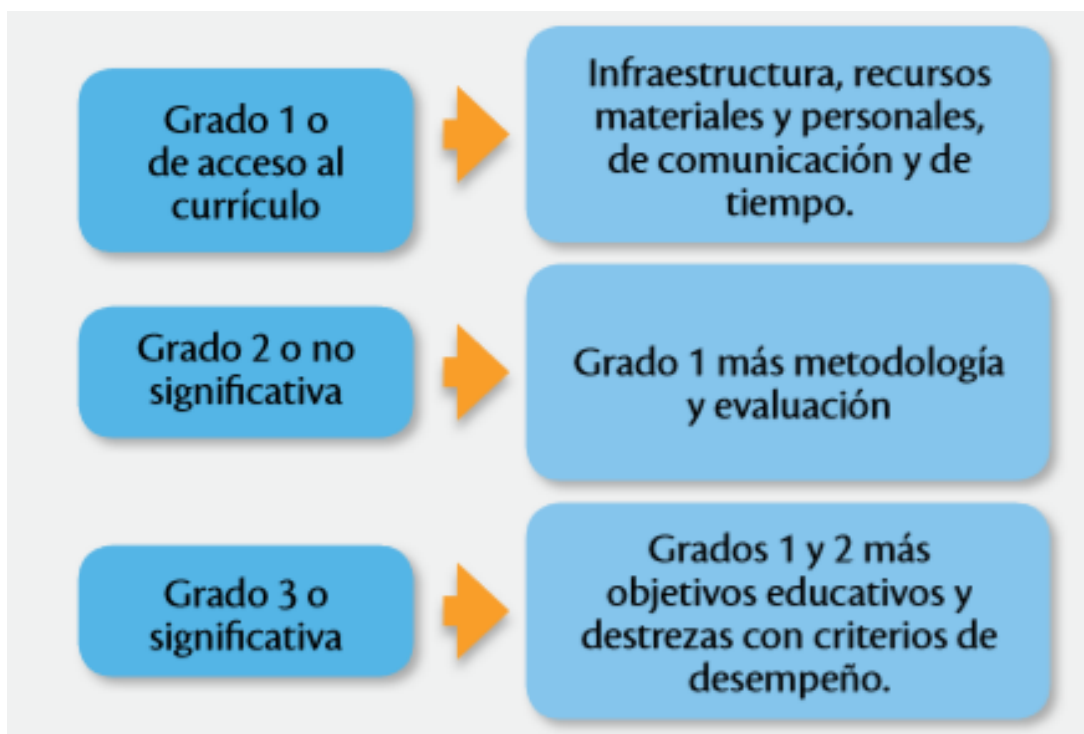 Grado 1 o
de acceso al
currículo
Infraestructura, recursos
materiales y personales,
de comunicación y de
tiempo.
Grado 2 o no
significativa
Grado 1 más metodología
y evaluación
Grado 3 o
significativa
Grados 1 y 2 más
objetivos educativos y
destrezas con criterios de
desempeño.